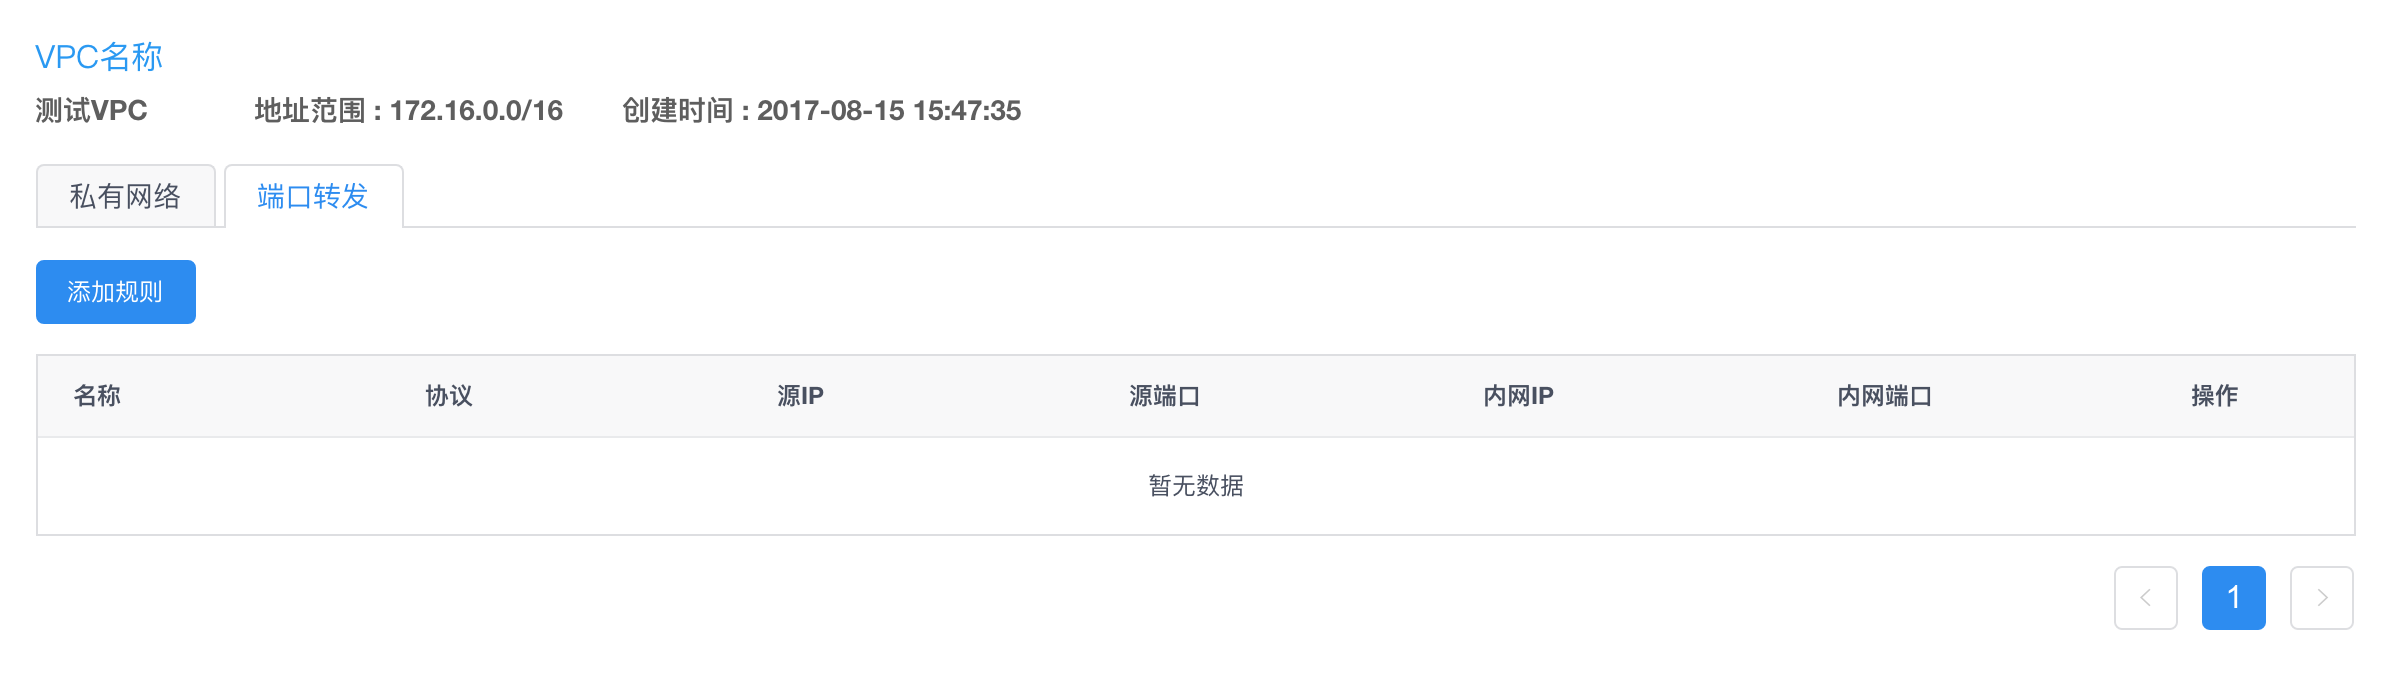 VPC名称
测试VPC 地址范围 : 172.16.0.0/16 创建时间 : 2017-08-15 15:47:35
私有网络 端口转发
添加规则
名称 协议 源IP 源端口 内网IP 内网端口 操作
暂无数据
1